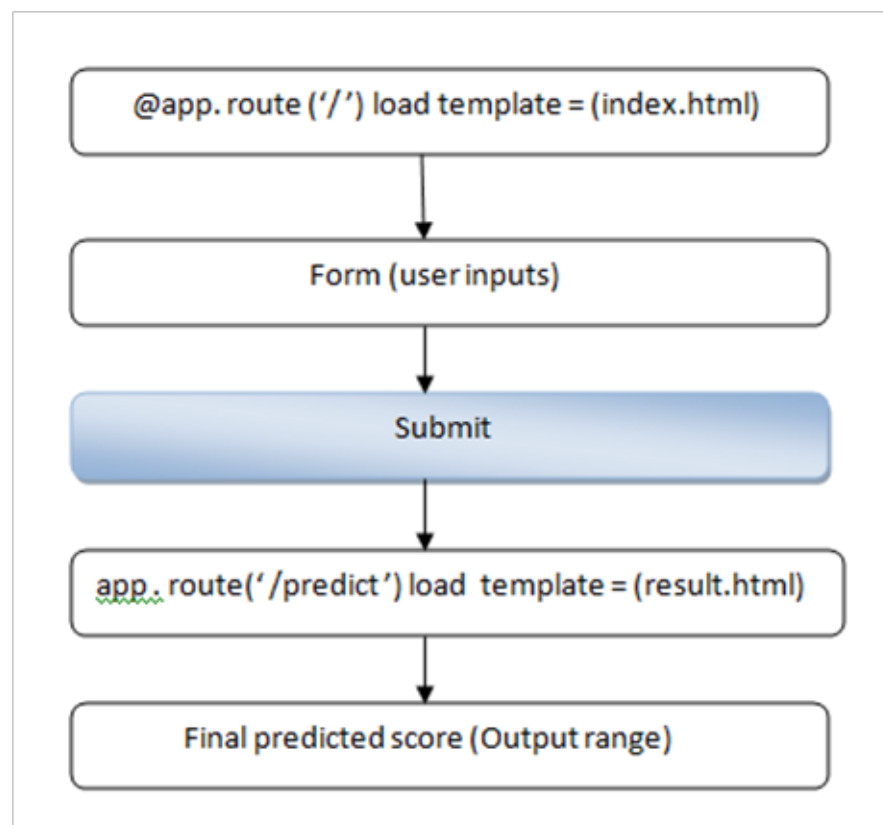 @app. route (‘/’) load template = (index.html)
Form (user inputs)
Submit
app. route(‘/predict’) load template = (result.html)
Final predicted score (Output range)